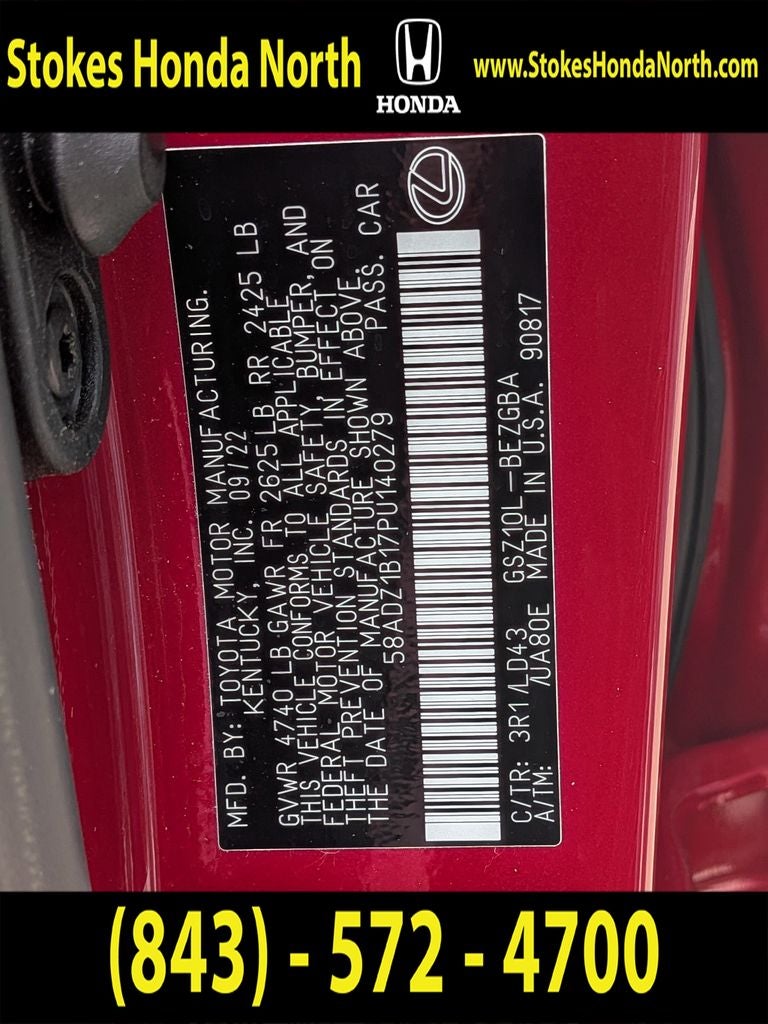 Stokes Honda North
HONDA
www.StokesHondaNorth.com
MFD. BY: TOYOTA MOTOR MANUFACTURING.
KENTUCKY, INC. 09/22
GVWR 4740 LB GAWR FR 2625 LB RR 2425 LB
THIS VEHICLE CONFORMS TO ALL APPLICABLE
FEDERAL MOTOR VEHICLE SAFETY, BUMPER, AND
THEFT PREVENTION STANDARDS IN EFFECT ON
THE DATE OF MANUFACTURE SHOWN ABOVE.
58ADZ1B17PU140279 PASS. CAR
C/TR: 3R1/LD43 GSZ10L-BEZGBA
A/TM: /UA80E MADE IN U.S.A. 90817
(843) - 572 - 4700